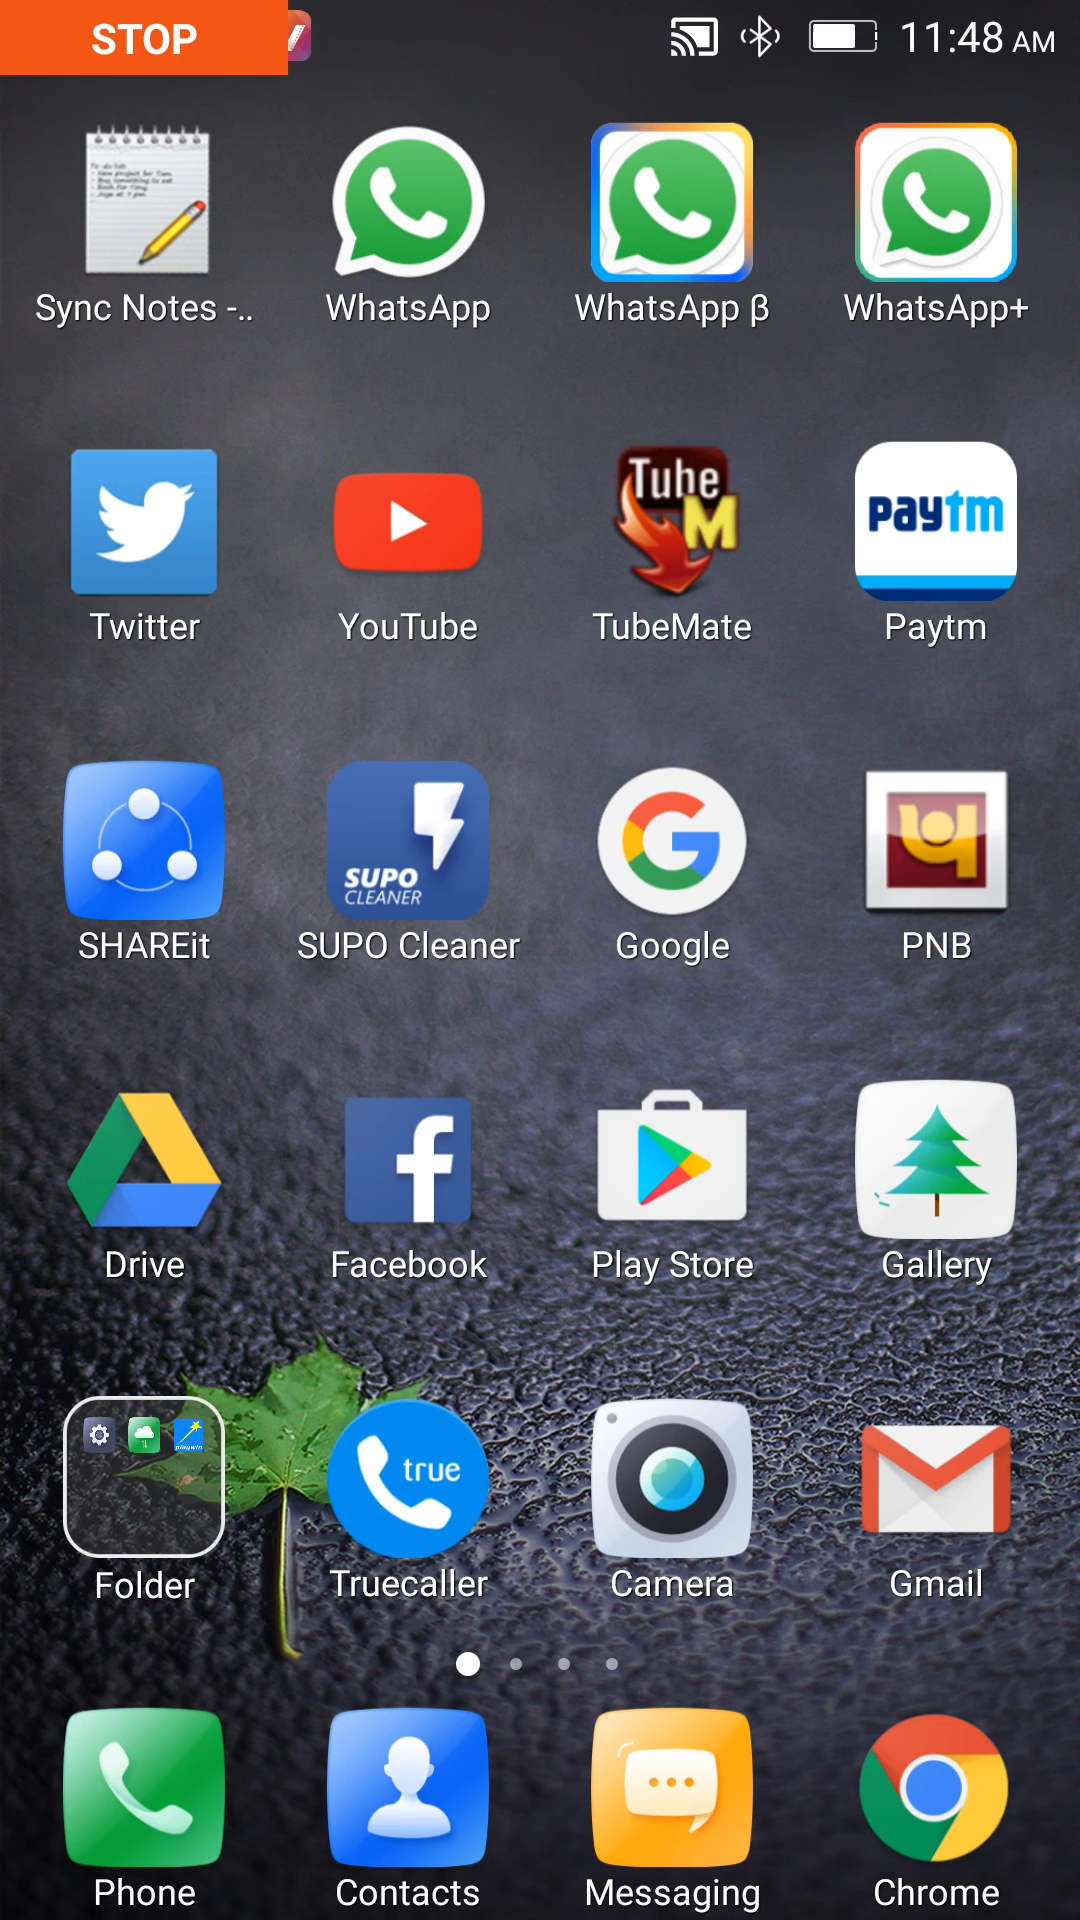 STOP
11:48 AM
Sync Notes -..
WhatsApp
WhatsApp β
WhatsApp+
Tube
M
paytm
Twitter
YouTube
TubeMate
Paytm
SUPO
CLEANER
SHAREit
SUPO Cleaner
Google
PNB
Drive
Facebook
Play Store
Gallery
playwin
true
Folder
Truecaller
Camera
Gmail
Phone
Contacts
Messaging
Chrome